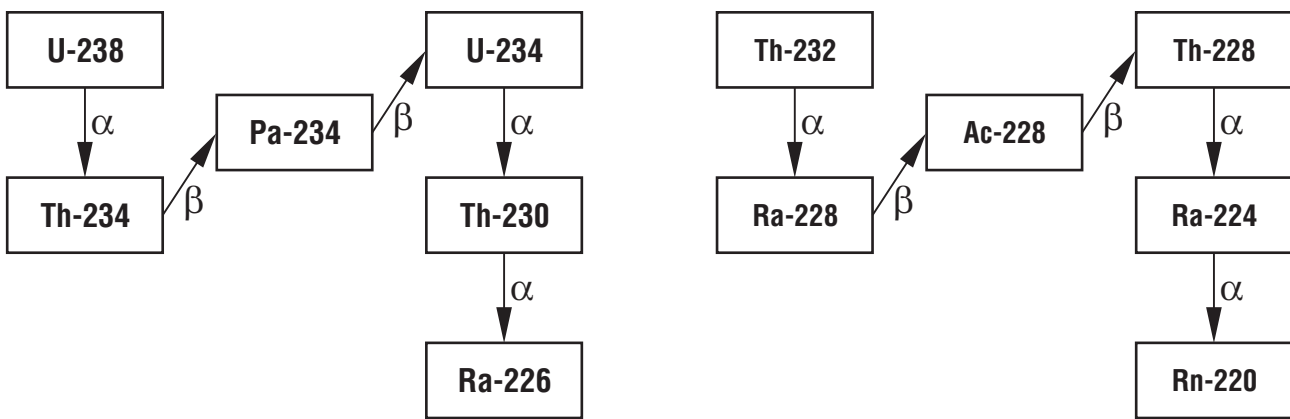 U-238
α
Th-234
β
Pa-234
β
U-234
α
Th-230
α
Ra-226
Th-232
α
Ra-228
β
Ac-228
β
Th-228
α
Ra-224
α
Rn-220